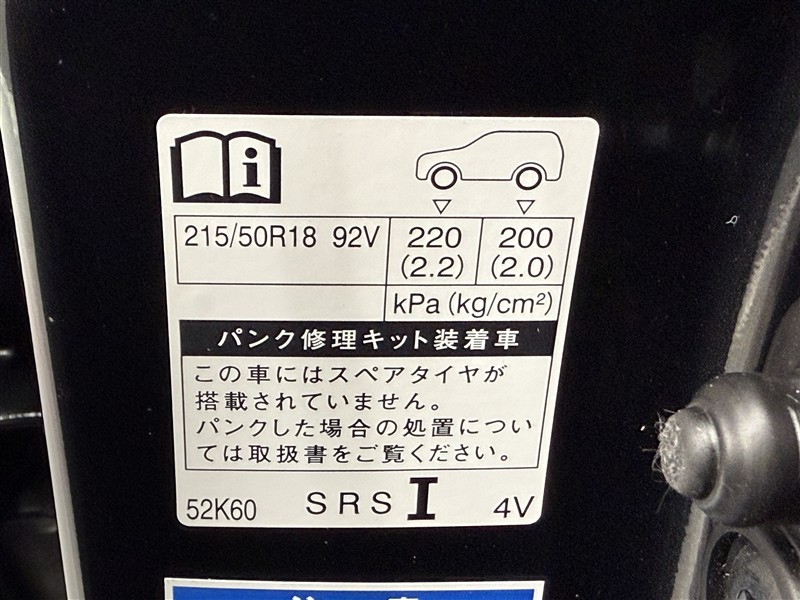 215/50R18 92V 220 200
(2.2) (2.0)
kPa (kg/cm²)
パンク修理キット装着車
この車にはスペアタイヤが
搭載されていません。
パンクした場合の処置につい
ては取扱書をご覧ください。
52K60 SRS I 4V